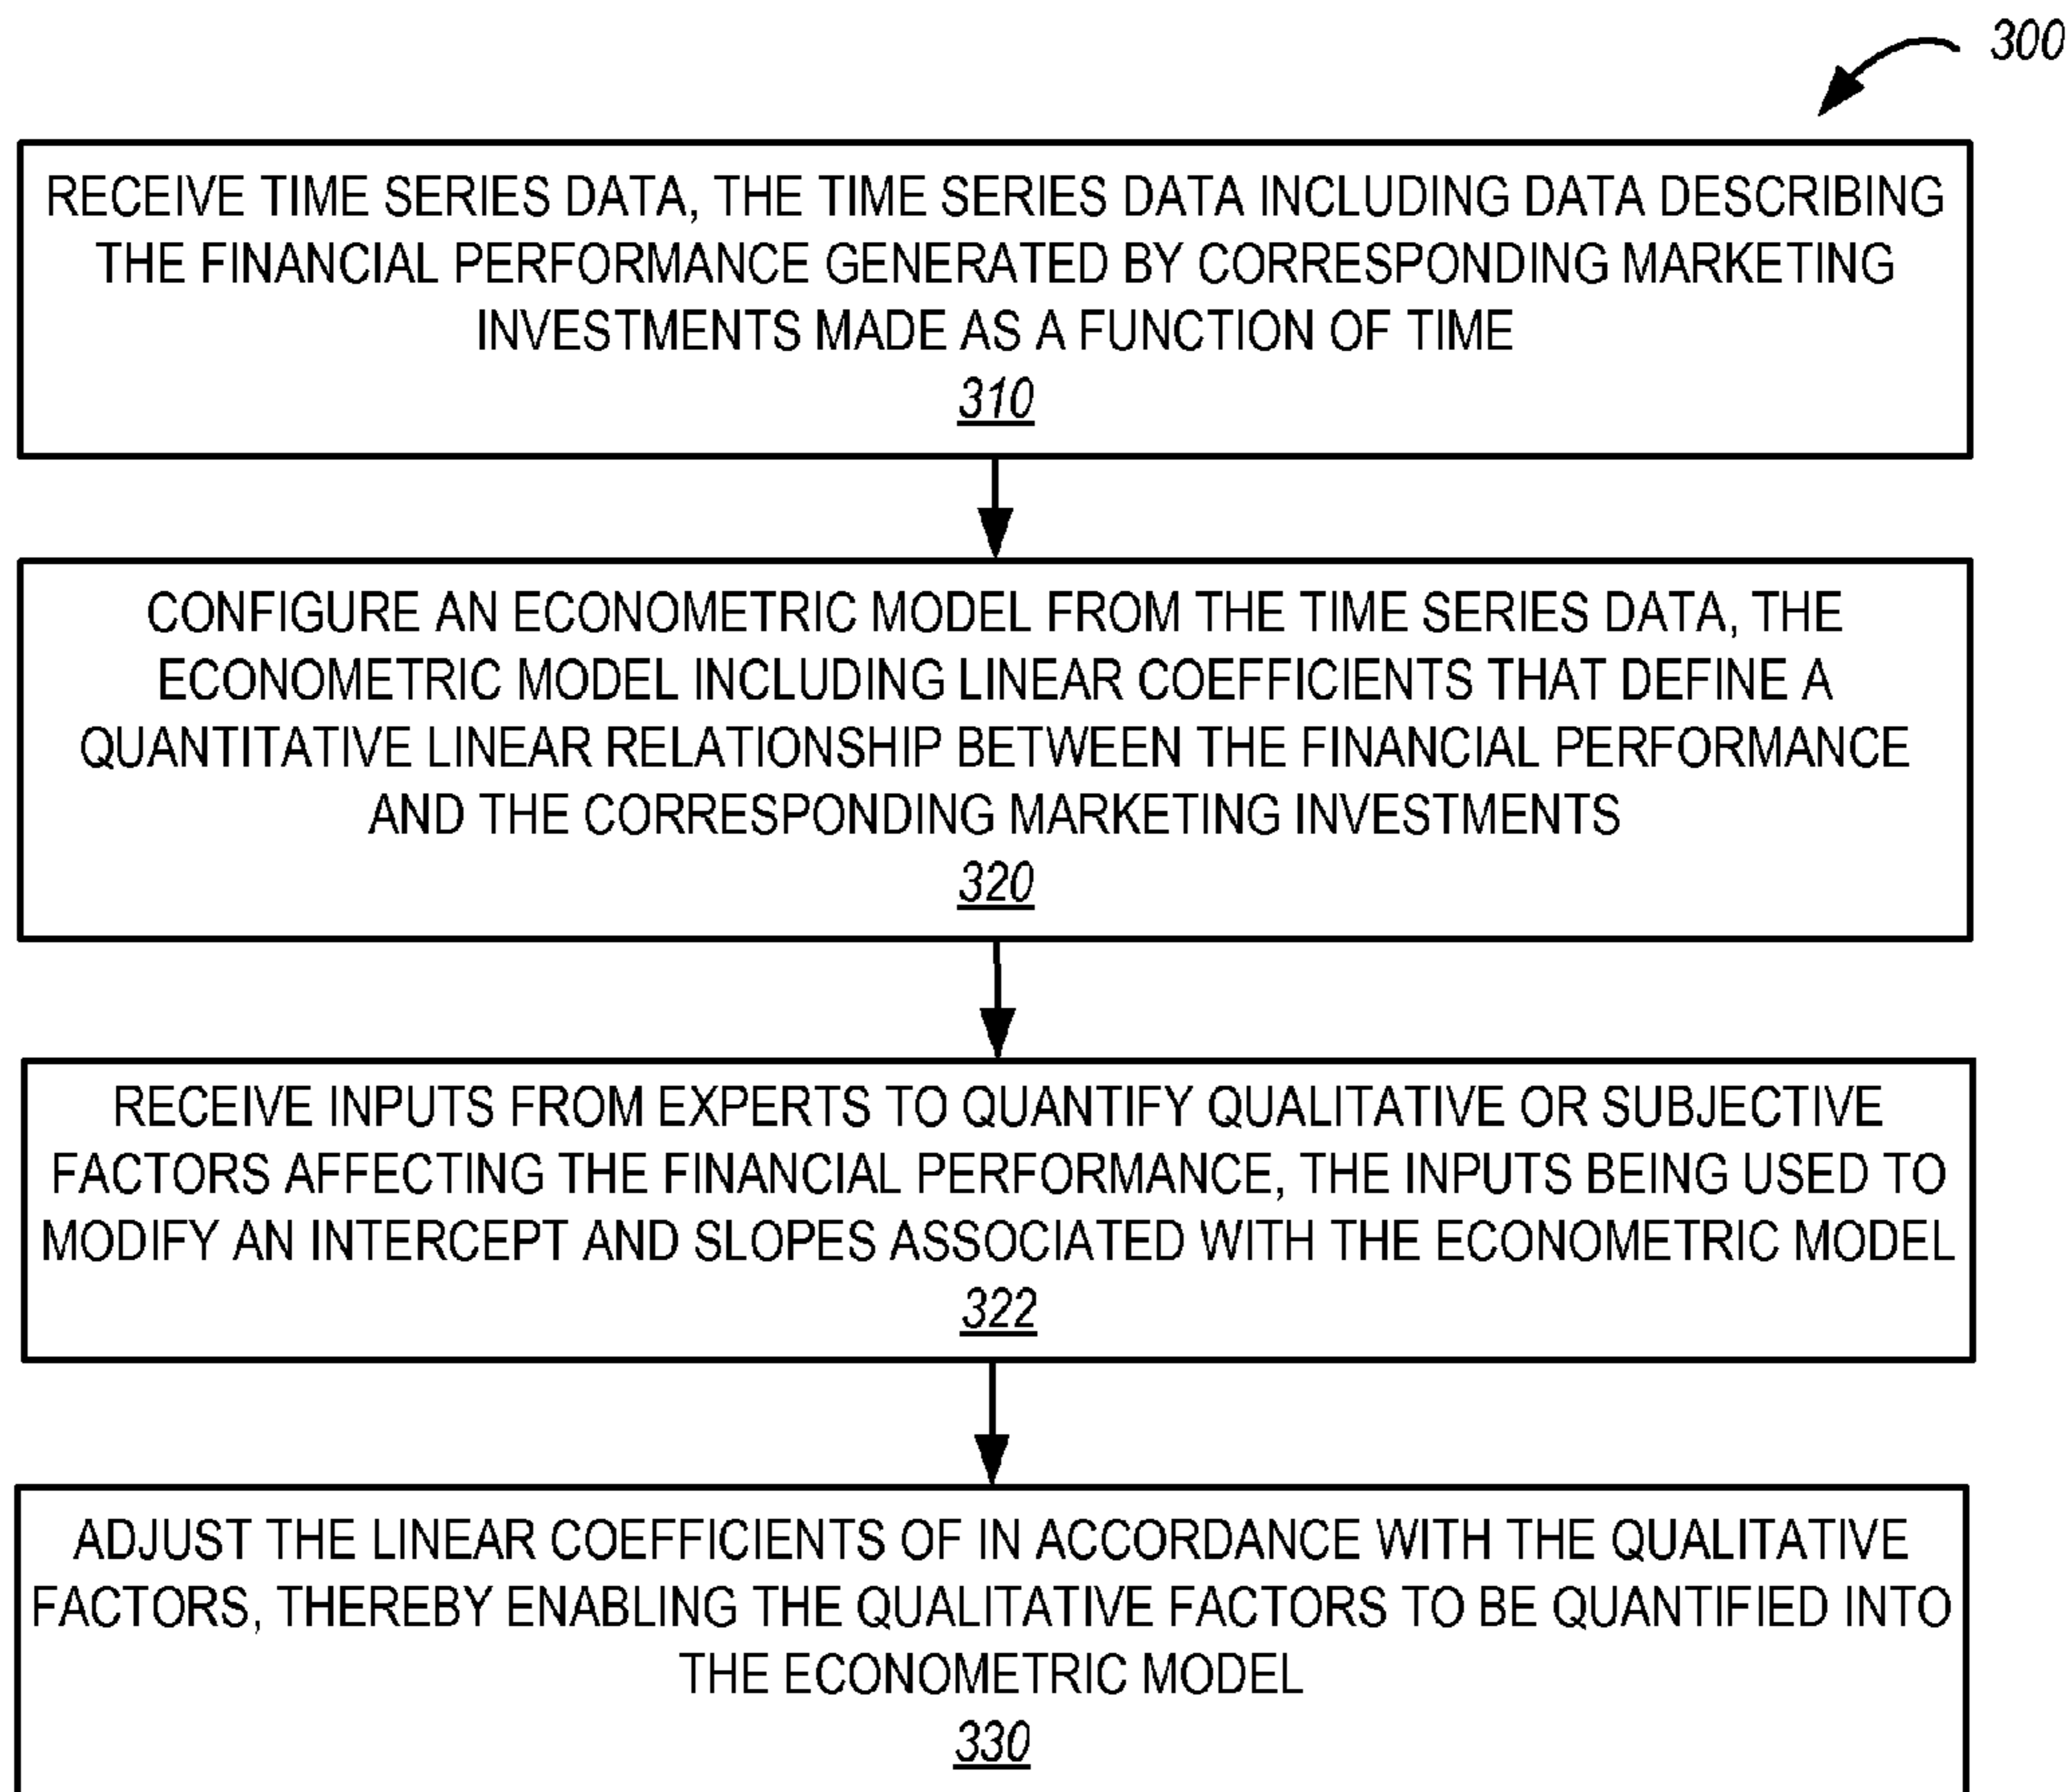 300
RECEIVE TIME SERIES DATA, THE TIME SERIES DATA INCLUDING DATA DESCRIBING
THE FINANCIAL PERFORMANCE GENERATED BY CORRESPONDING MARKETING
INVESTMENTS MADE AS A FUNCTION OF TIME
310
CONFIGURE AN ECONOMETRIC MODEL FROM THE TIME SERIES DATA, THE
ECONOMETRIC MODEL INCLUDING LINEAR COEFFICIENTS THAT DEFINE A
QUANTITATIVE LINEAR RELATIONSHIP BETWEEN THE FINANCIAL PERFORMANCE
AND THE CORRESPONDING MARKETING INVESTMENTS
320
RECEIVE INPUTS FROM EXPERTS TO QUANTIFY QUALITATIVE OR SUBJECTIVE
FACTORS AFFECTING THE FINANCIAL PERFORMANCE, THE INPUTS BEING USED TO
MODIFY AN INTERCEPT AND SLOPES ASSOCIATED WITH THE ECONOMETRIC MODEL
322
ADJUST THE LINEAR COEFFICIENTS OF IN ACCORDANCE WITH THE QUALITATIVE
FACTORS, THEREBY ENABLING THE QUALITATIVE FACTORS TO BE QUANTIFIED INTO
THE ECONOMETRIC MODEL
330